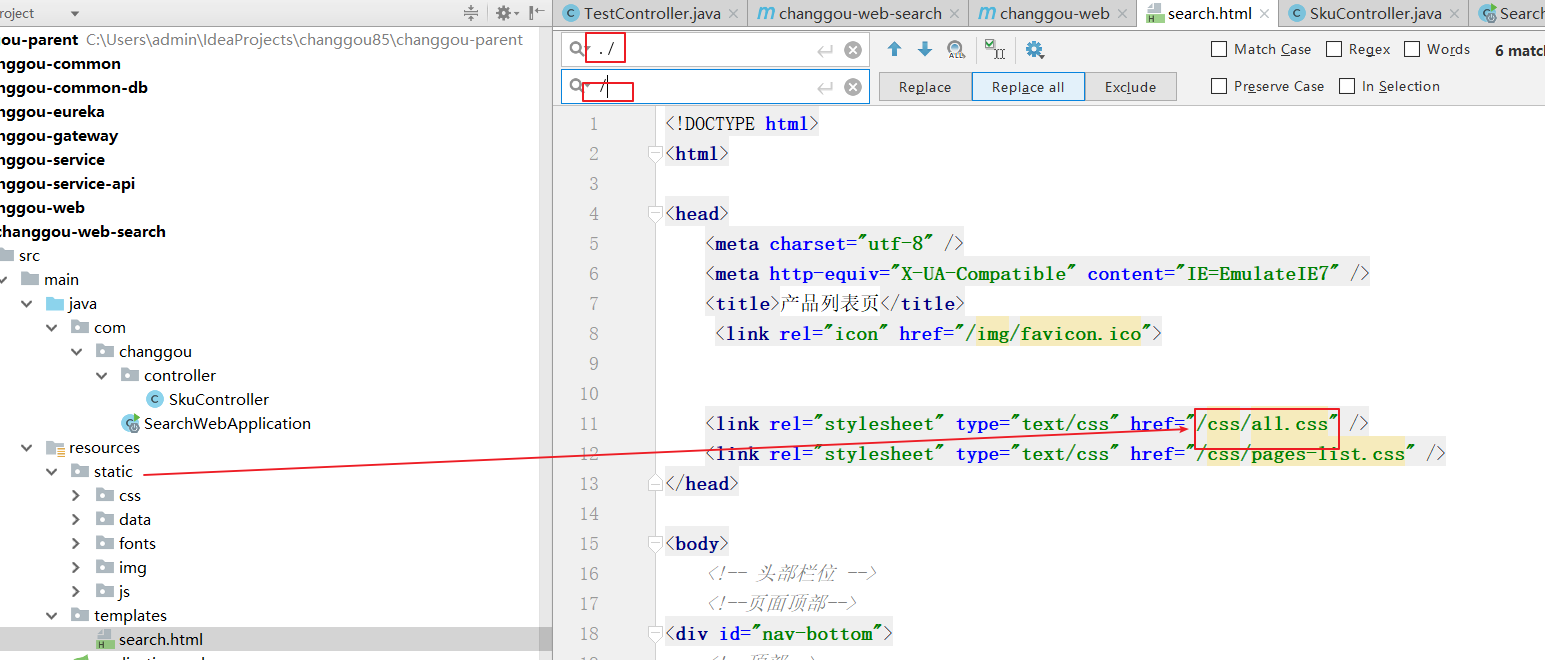 roject
TestController.java
changgou-web-search
changgou-web
search.html
SkuController.java
Search
ou-parent C:\Users\admin\IdeaProjects\changgou85\changgou-parent
nggou-common
nggou-common-db
nggou-eureka
nggou-gateway
nggou-service
nggou-service-api
nggou-web
changgou-web-search
src
main
java
com
changgou
controller
SkuController
SearchWebApplication
resources
static
css
data
fonts
img
js
templates
search.html
./
Match Case
Regex
Words
6 matc
/
Replace
Replace all
Exclude
Preserve Case
In Selection
1 <!DOCTYPE html>
2 <html>
3
4 <head>
5 <meta charset="utf-8" />
6 <meta http-equiv="X-UA-Compatible" content="IE=EmulateIE7" />
7 <title>产品列表页</title>
8 <link rel="icon" href="/img/favicon.ico">
9
10
11 <link rel="stylesheet" type="text/css" href="/css/all.css" />
12 <link rel="stylesheet" type="text/css" href="/css/pages-list.css" />
13 </head>
14
15 <body>
16 <!-- 头部栏位 -->
17 <!--页面顶部-->
18 <div id="nav-bottom">